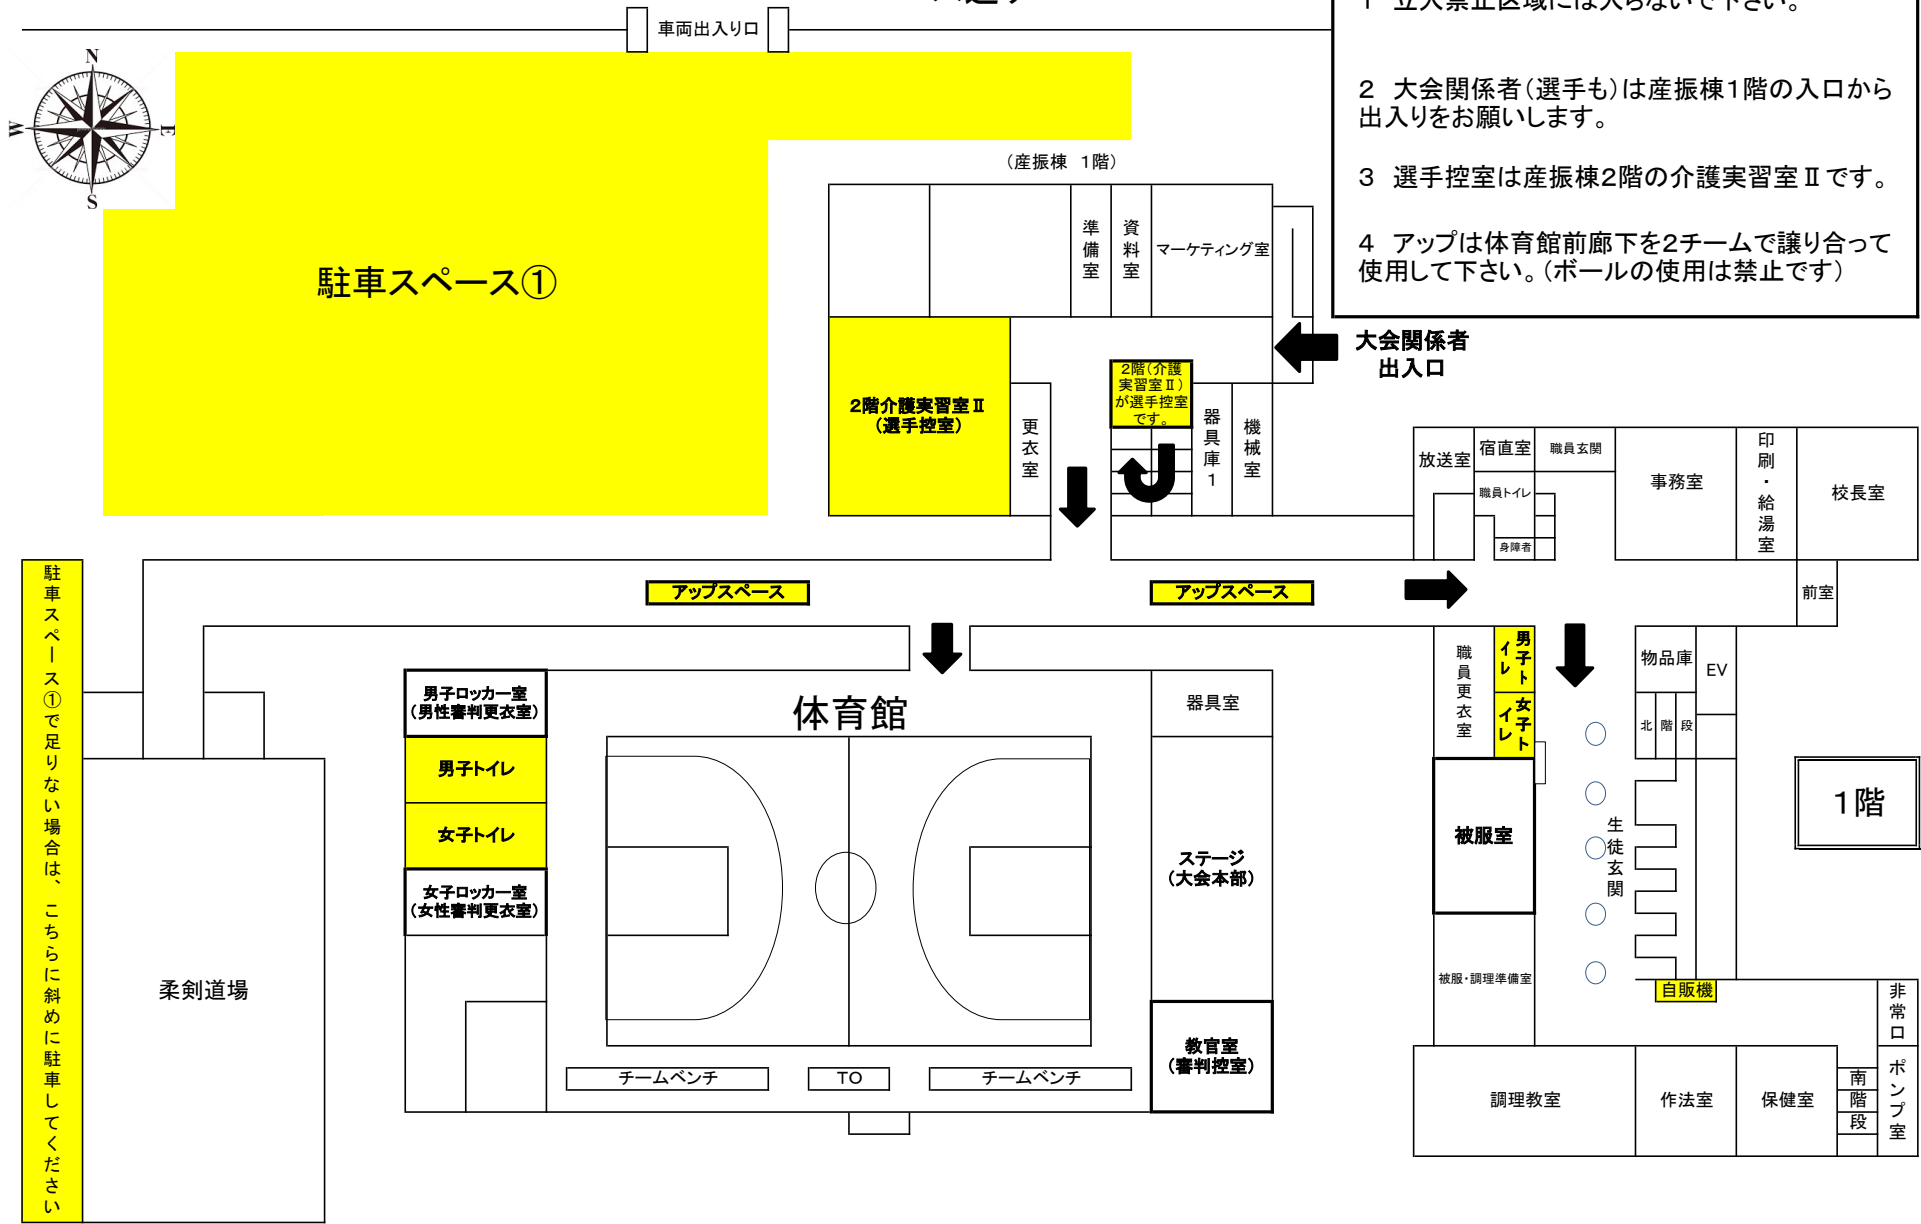 1 立入禁止区域には入らないで下さい。
車両出入り口
N
W
E
S
2 大会関係者(選手も)は産振棟1階の入口から
出入りをお願いします。
3 選手控室は産振棟2階の介護実習室Ⅱです。
4 アップは体育館前廊下を2チームで譲り合って
使用して下さい。(ボールの使用は禁止です)
(産振棟 1階)
駐車スペース①
準備室
資料室
マーケティング室
大会関係者
出入口
2階介護実習室Ⅱ
(選手控室)
更衣室
2階(介護
実習室Ⅱ)
が選手控室
です。
器具庫1
機械室
放送室
宿直室
職員玄関
職員トイレ
身障者
事務室
印刷・給湯室
校長室
前室
駐車スペース①で足りない場合は、こちらに斜めに駐車してください
アップスペース
アップスペース
男子ロッカー室
(男性審判更衣室)
男子トイレ
女子トイレ
女子ロッカー室
(女性審判更衣室)
体育館
器具室
ステージ
(大会本部)
教官室
(審判控室)
チームベンチ
TO
チームベンチ
柔剣道場
職員更衣室
男子ト
イレ
女子ト
イレ
物品庫
EV
北階段
1階
被服室
生徒玄関
被服・調理準備室
自販機
非常口
調理教室
作法室
保健室
南階段
ポンプ室